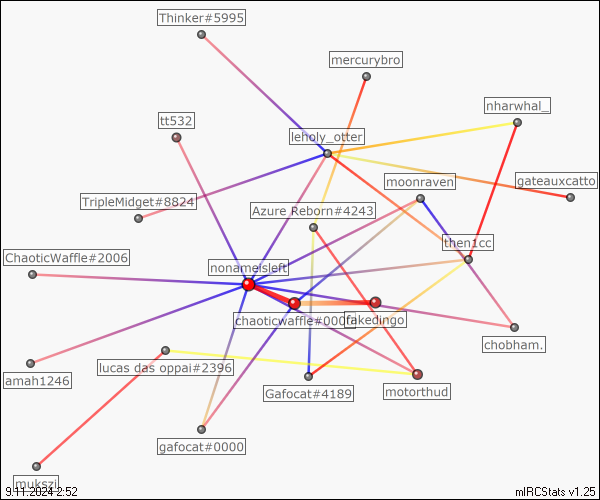 Thinker#5995
mercurybro
nharwhal_
tt532
leholy_otter
moonraven
gateauxcatto
TripleMidget#8824
Azure Reborn#4243
then1cc
ChaoticWaffle#2006
nonameisleft
chaoticwaffle#0000
fakedingo
chobham.
lucas das oppai#2396
amah1246
Gafocat#4189
motorthud
gafocat#0000
mukszi
9.11.2024 2:52
mIRCStats v1.25